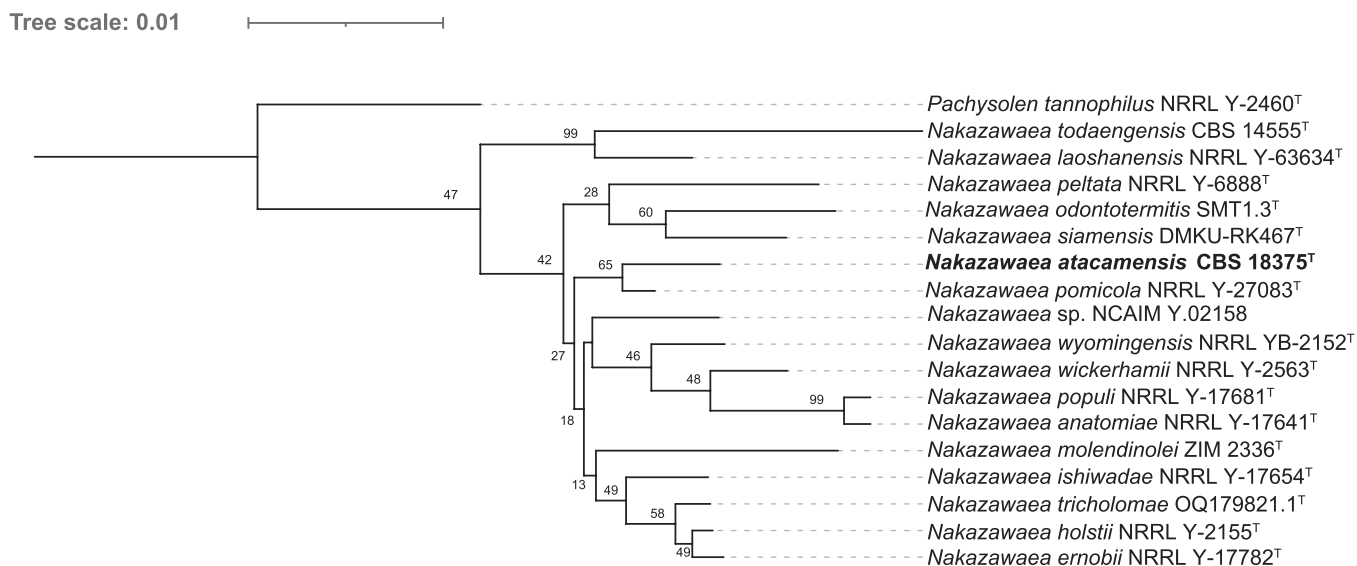 Tree scale: 0.01
Pachysolen tannophilus NRRL Y-2460ᵀ
99
Nakazawaea todaengensis CBS 14555ᵀ
Nakazawaea laoshanensis NRRL Y-63634ᵀ
47
28
Nakazawaea peltata NRRL Y-6888ᵀ
60
Nakazawaea odontotermitis SMT1.3ᵀ
Nakazawaea siamensis DMKU-RK467ᵀ
42
65
Nakazawaea atacamensis CBS 18375ᵀ
Nakazawaea pomicola NRRL Y-27083ᵀ
Nakazawaea sp. NCAIM Y.02158
27
46
Nakazawaea wyomingensis NRRL YB-2152ᵀ
48
Nakazawaea wickerhamii NRRL Y-2563ᵀ
99
Nakazawaea populi NRRL Y-17681ᵀ
18
Nakazawaea anatomiae NRRL Y-17641ᵀ
Nakazawaea molendinolei ZIM 2336ᵀ
13
49
Nakazawaea ishiwadae NRRL Y-17654ᵀ
58
Nakazawaea tricholomae OQ179821.1ᵀ
Nakazawaea holstii NRRL Y-2155ᵀ
49
Nakazawaea ernobii NRRL Y-17782ᵀ